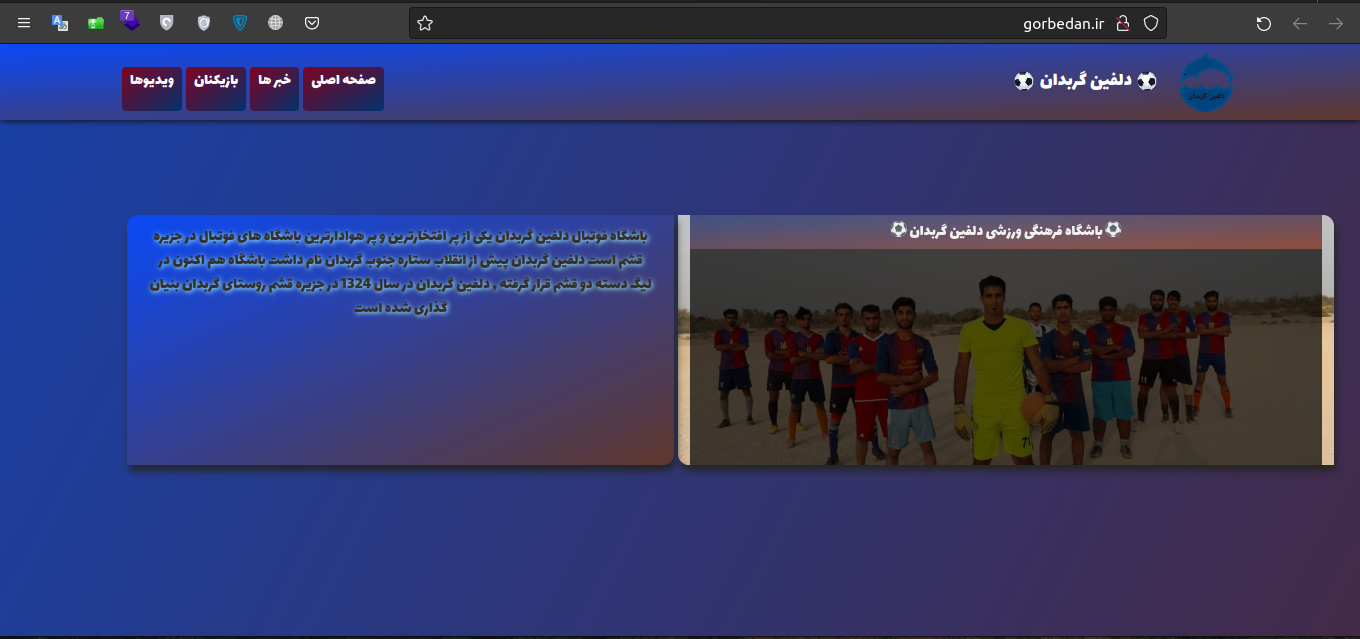 7
gorbedan.ir
دلفین گربدان
⚽ دلفین گربدان ⚽
صفحه اصلی
خبر ها
بازیکنان
ویدیوها
⚽ باشگاه فرهنگی ورزشی دلفین گربدان ⚽
باشگاه فوتبال دلفین گربدان یکی از پر افتخارترین و پر هوادارترین باشگاه های فوتبال در جزیره
قشم است دلفین گربدان پیش از انقلاب ستاره جنوب گربدان نام داشت باشگاه هم اکنون در
لیگ دسته دو قشم قرار گرفته , دلفین گربدان در سال 1324 در جزیره قشم روستای گربدان بنیان
گذاری شده است